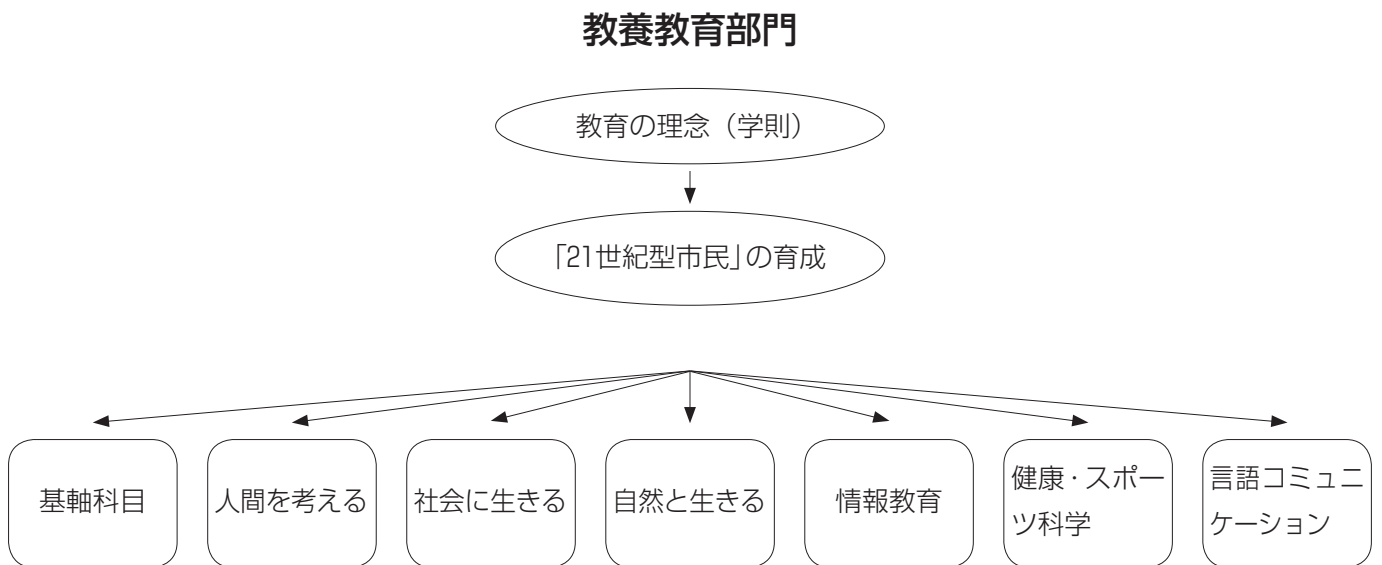 教養教育部門
教育の理念（学則）
「21世紀型市民」の育成
基軸科目
人間を考える
社会に生きる
自然と生きる
情報教育
健康・スポー
ツ科学
言語コミュニ
ケーション